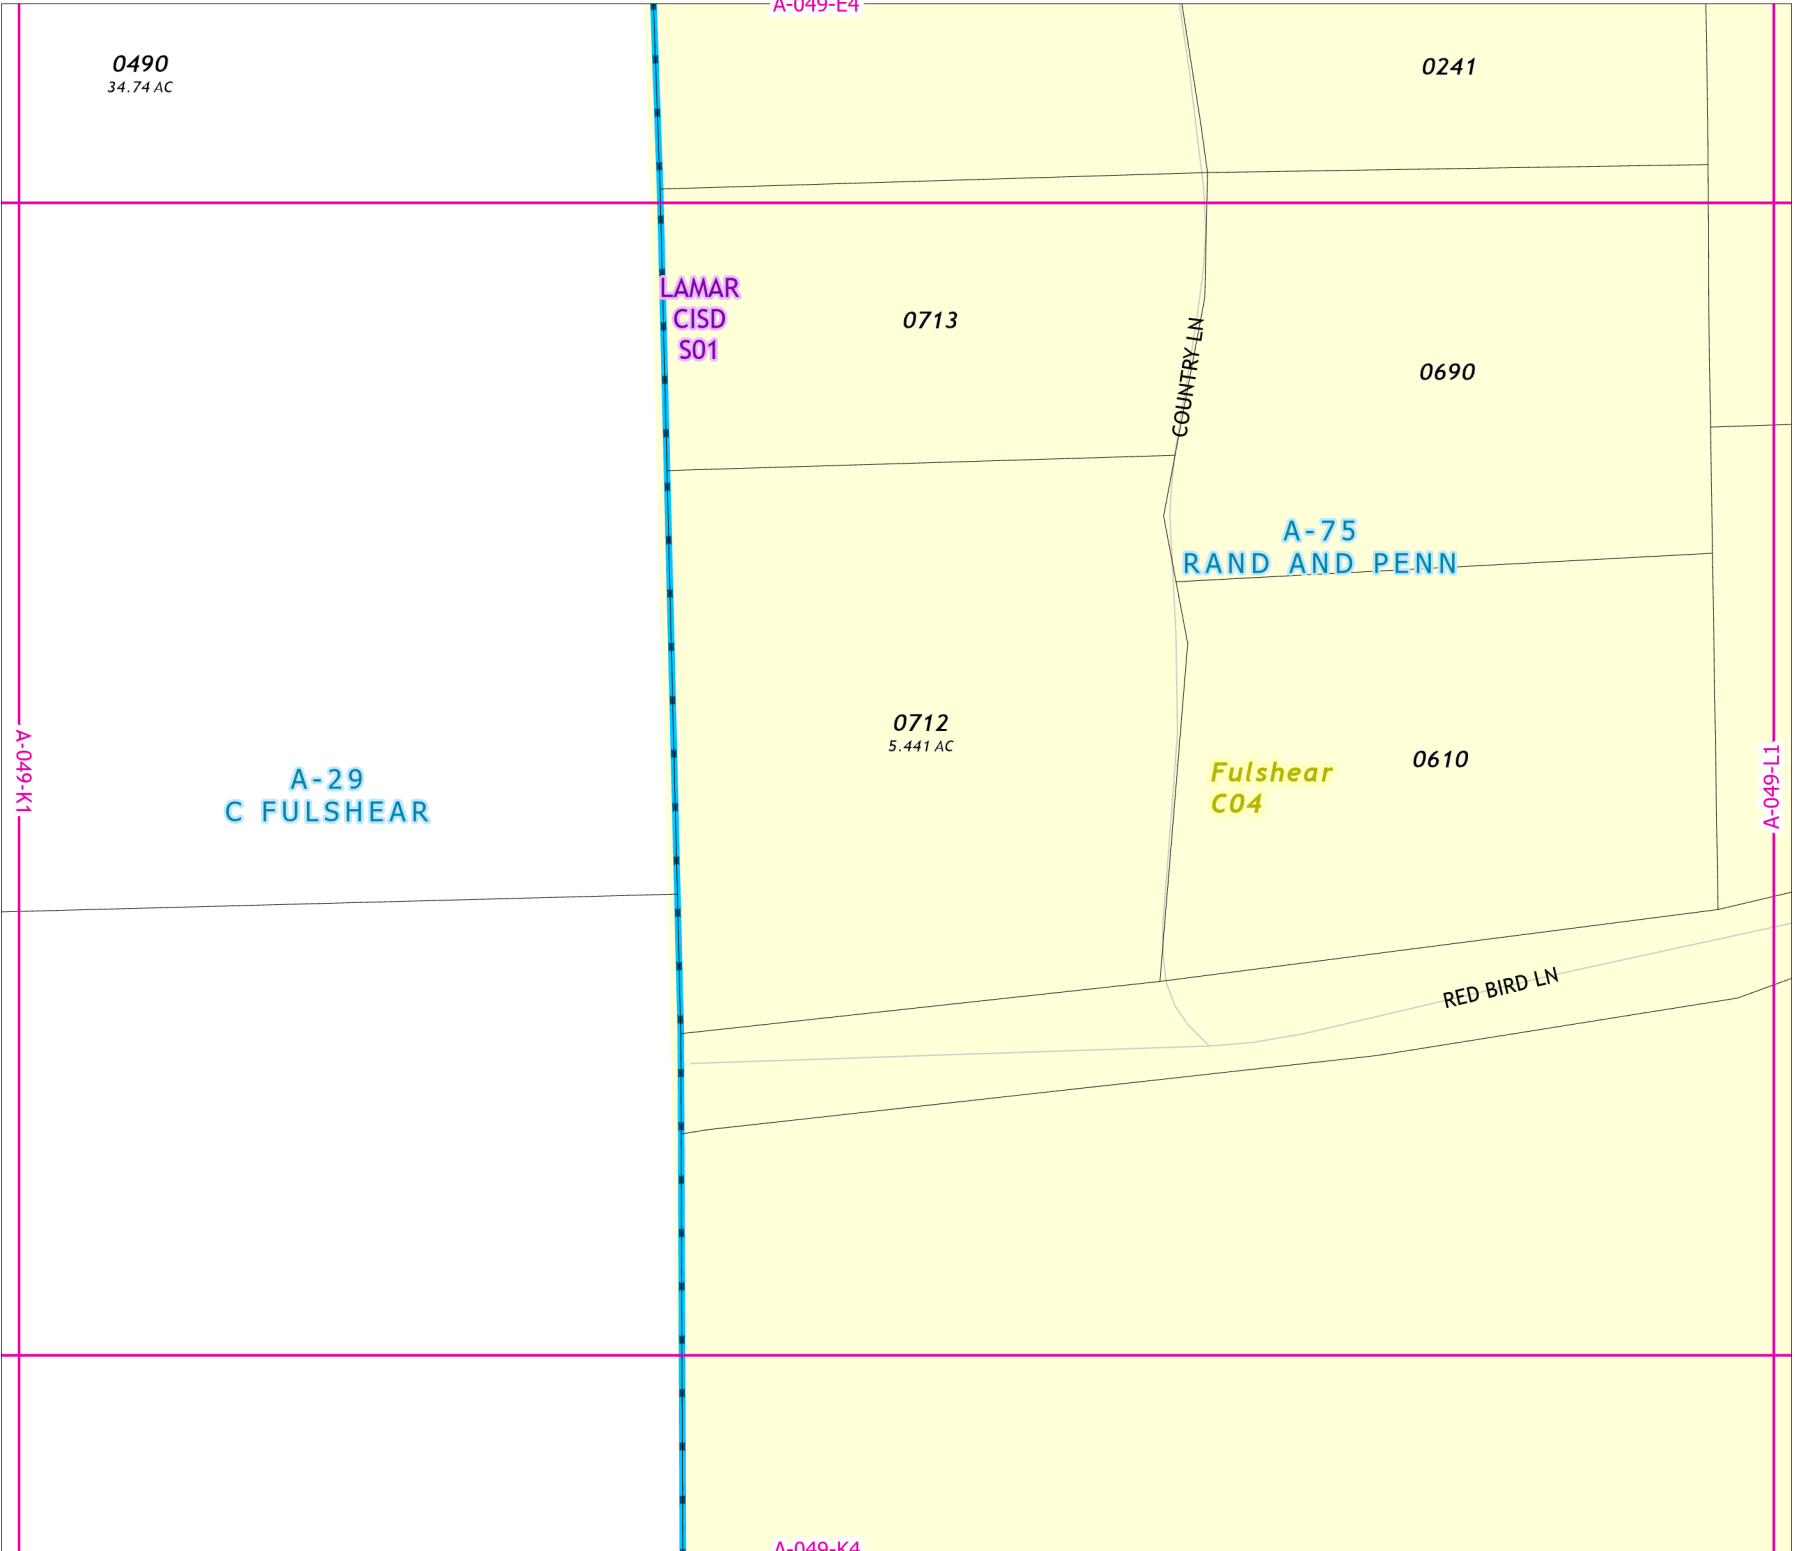 A-049-E4
0490
34.74 AC
0241
LAMAR
CISD
S01
0713
COUNTRY LN
0690
A-75
RAND AND PENN
0712
5.441 AC
A-049-K1
A-29
C FULSHEAR
Fulshear
C04
0610
A-049-L1
RED BIRD LN
A-049-K4